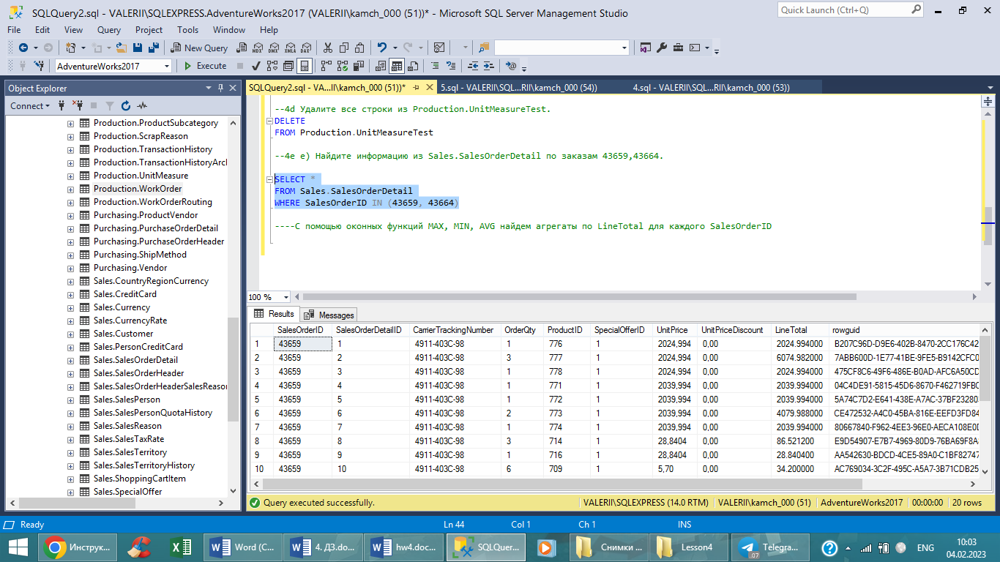 SQLQuery2.sql - VALERII\SQLEXPRESS.AdventureWorks2017 (VALERII\kamch_000 (51))* - Microsoft SQL Server Management Studio
Quick Launch (Ctrl+Q)
File Edit View Query Project Tools Window Help
New Query MDX DMX XMLA DAX
AdventureWorks2017 Execute
Object Explorer
SQLQuery2.sql - VA...II\kamch_000 (51))* 5.sql - VALERII\SQL...RII\kamch_000 (54)) 4.sql - VALERII\SQL...RII\kamch_000 (53))
Connect
Production.ProductSubcategory
Production.ScrapReason
Production.TransactionHistory
Production.TransactionHistoryArcl
Production.UnitMeasure
Production.WorkOrder
Production.WorkOrderRouting
Purchasing.ProductVendor
Purchasing.PurchaseOrderDetail
Purchasing.PurchaseOrderHeader
Purchasing.ShipMethod
Purchasing.Vendor
Sales.CountryRegionCurrency
Sales.CreditCard
Sales.Currency
Sales.CurrencyRate
Sales.Customer
Sales.PersonCreditCard
Sales.SalesOrderDetail
Sales.SalesOrderHeader
Sales.SalesOrderHeaderSalesReason
Sales.SalesPerson
Sales.SalesPersonQuotaHistory
Sales.SalesReason
Sales.SalesTaxRate
Sales.SalesTerritory
Sales.SalesTerritoryHistory
Sales.ShoppingCartItem
Sales.SpecialOffer
--4d Удалите все строки из Production.UnitMeasureTest.
DELETE
FROM Production.UnitMeasureTest
--4e e) Найдите информацию из Sales.SalesOrderDetail по заказам 43659,43664.
SELECT *
FROM Sales.SalesOrderDetail
WHERE SalesOrderID IN (43659, 43664)
----С помощью оконных функций MAX, MIN, AVG найдем агрегаты по LineTotal для каждого SalesOrderID
100 %
Results Messages
SalesOrderID SalesOrderDetailID CarrierTrackingNumber OrderQty ProductID SpecialOfferID UnitPrice UnitPriceDiscount LineTotal rowguid
1 43659 1 4911-403C-98 1 776 1 2024,994 0,00 2024.994000 B207C96D-D9E6-402B-8470-2CC176C42
2 43659 2 4911-403C-98 3 777 1 2024,994 0,00 6074.982000 7ABB600D-1E77-41BE-9FE5-B9142CFC0
3 43659 3 4911-403C-98 1 778 1 2024,994 0,00 2024.994000 475CF8C6-49F6-486E-B0AD-AFC6A50CD
4 43659 4 4911-403C-98 1 771 1 2039,994 0,00 2039.994000 04C4DE91-5815-45D6-8670-F462719FBC
5 43659 5 4911-403C-98 1 772 1 2039,994 0,00 2039.994000 5A74C7D2-E641-438E-A7AC-37BF23280
6 43659 6 4911-403C-98 2 773 1 2039,994 0,00 4079.988000 CE472532-A4C0-45BA-816E-EEFD3FD84
7 43659 7 4911-403C-98 1 774 1 2039,994 0,00 2039.994000 80667840-F962-4EE3-96E0-AECA108E0D
8 43659 8 4911-403C-98 3 714 1 28,8404 0,00 86.521200 E9D54907-E7B7-4969-80D9-76BA69F8A
9 43659 9 4911-403C-98 1 716 1 28,8404 0,00 28.840400 AA542630-BDCD-4CE5-89A0-C1BF82747
10 43659 10 4911-403C-98 6 709 1 5,70 0,00 34.200000 AC769034-3C2F-495C-A5A7-3B71CDB25
Query executed successfully. VALERII\SQLEXPRESS (14.0 RTM) VALERII\kamch_000 (51) AdventureWorks2017 00:00:00 20 rows
Ready Ln 44 Col 1 Ch 1 INS
Инструк... Word (С... 4. ДЗ.do... hw4.doc... SQLQuer... Снимки ... Lesson4 Telegra... ..07 ENG 10:03
04.02.2023